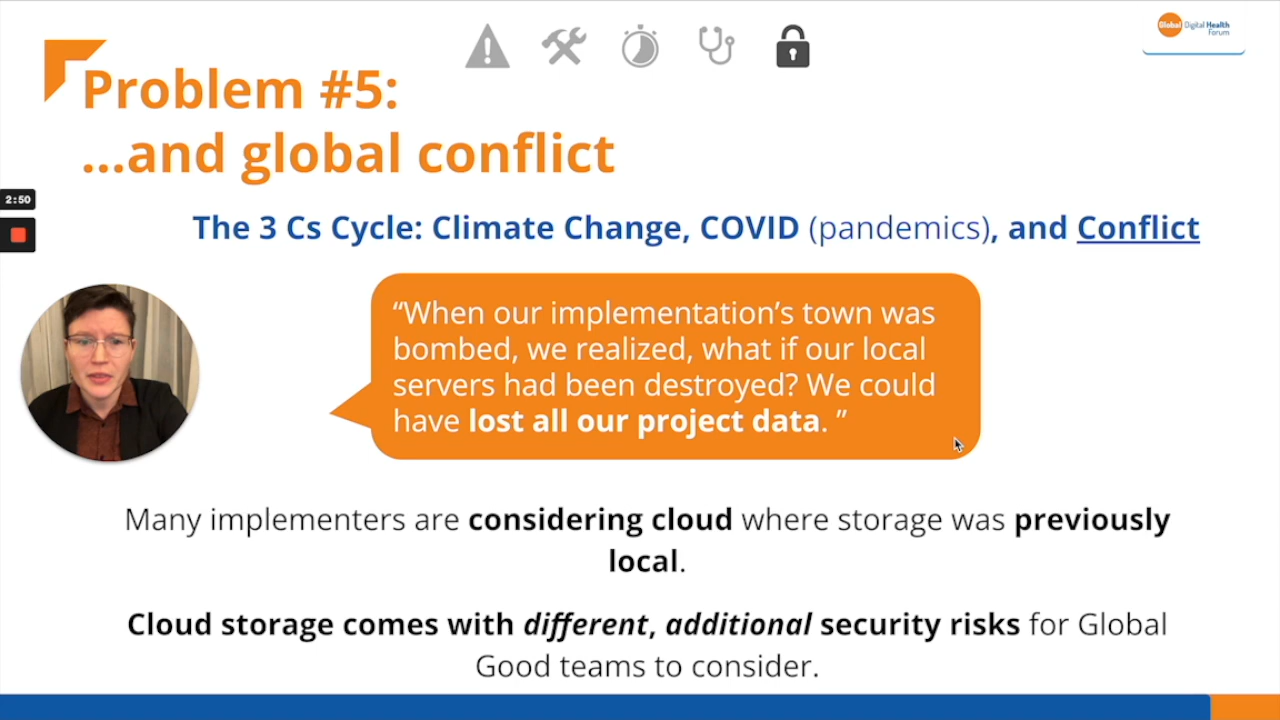 Global Digital Health
Forum
Problem #5:
...and global conflict
2:50
The 3 Cs Cycle: Climate Change, COVID (pandemics), and Conflict
“When our implementation’s town was
bombed, we realized, what if our local
servers had been destroyed? We could
have lost all our project data. ”
Many implementers are considering cloud where storage was previously
local.
Cloud storage comes with different, additional security risks for Global
Good teams to consider.